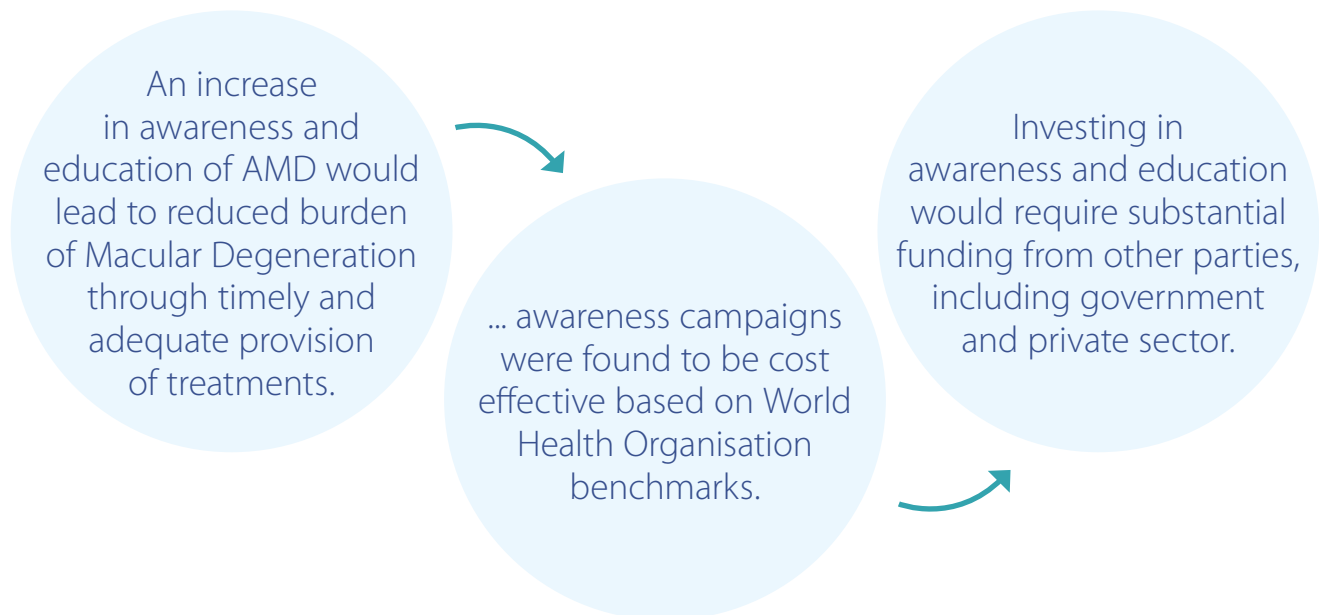 An increase
in awareness and
education of AMD would
lead to reduced burden
of Macular Degeneration
through timely and
adequate provision
of treatments.
... awareness campaigns
were found to be cost
effective based on World
Health Organisation
benchmarks.
Investing in
awareness and education
would require substantial
funding from other parties,
including government
and private sector.